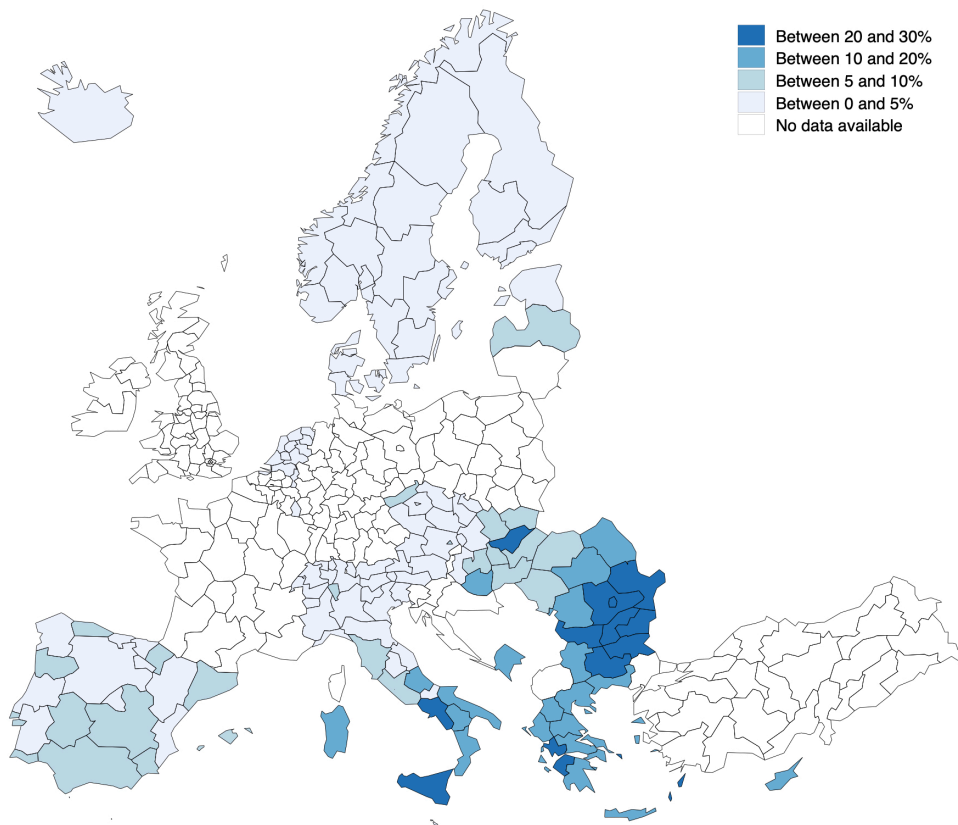 Between 20 and 30%
Between 10 and 20%
Between 5 and 10%
Between 0 and 5%
No data available